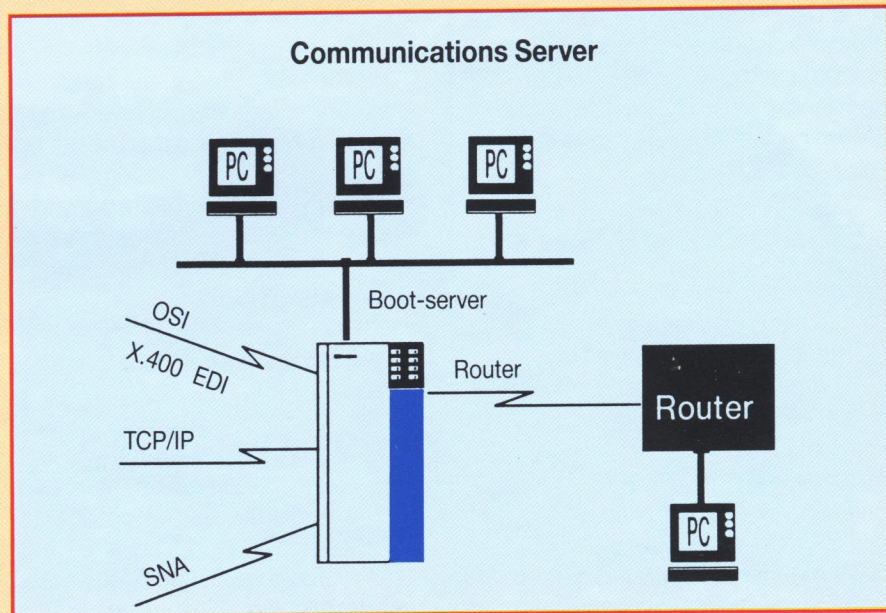 Communications Server
PC PC PC
Boot-server
OSI
X.400 EDI
Router
Router
TCP/IP
PC
SNA